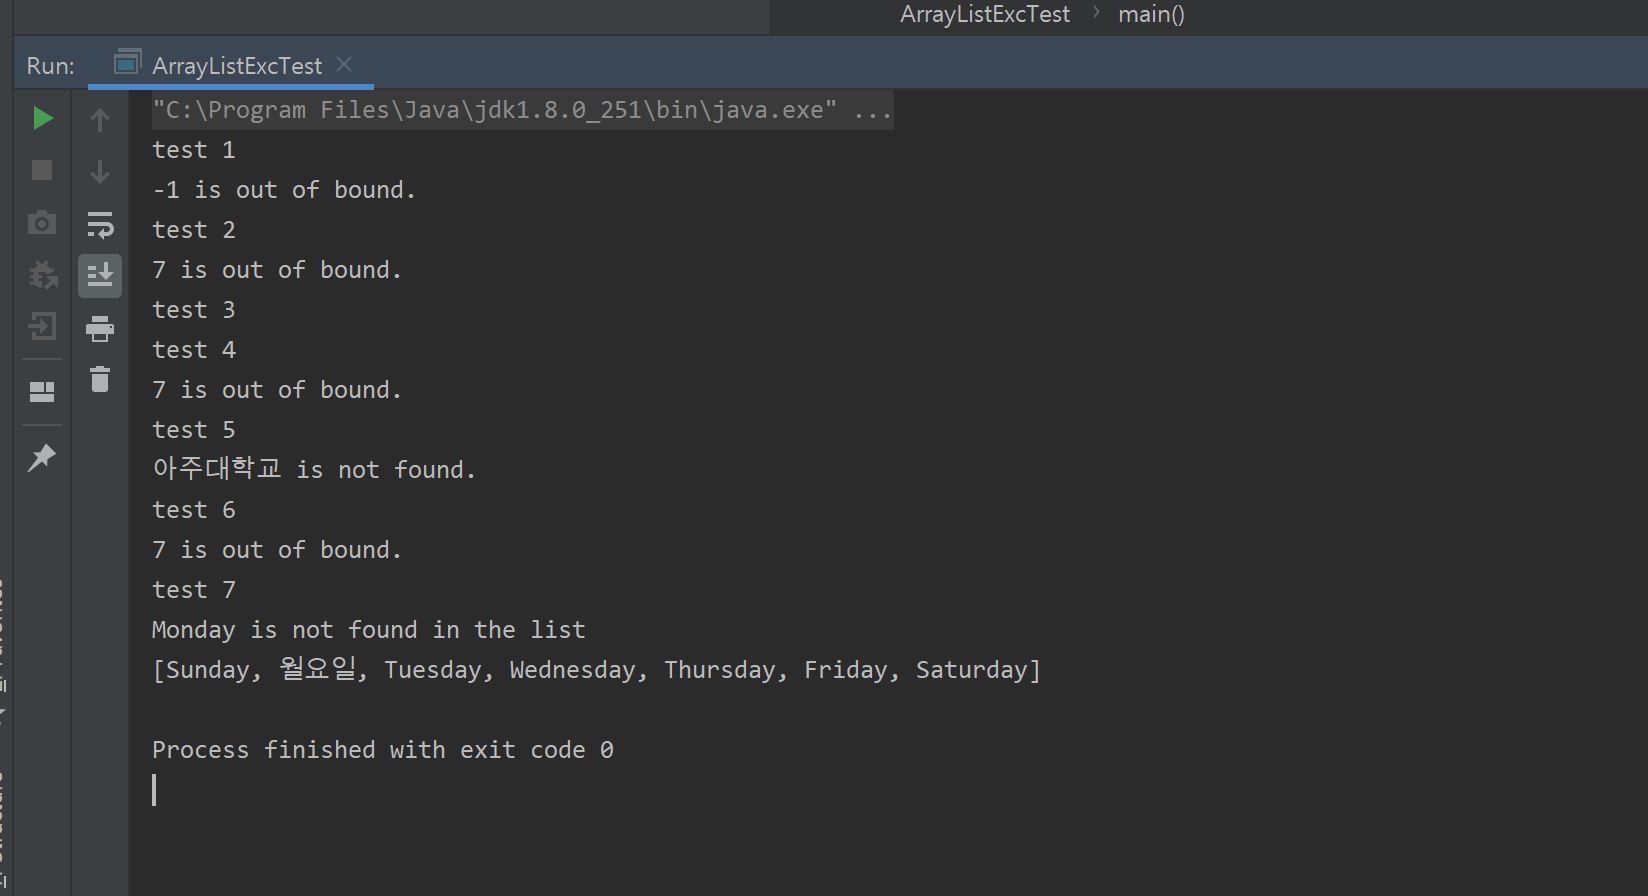 ArrayListExcTest > main()
Run: ArrayListExcTest ×
"C:\Program Files\Java\jdk1.8.0_251\bin\java.exe" ...
test 1
-1 is out of bound.
test 2
7 is out of bound.
test 3
test 4
7 is out of bound.
test 5
아주대학교 is not found.
test 6
7 is out of bound.
test 7
Monday is not found in the list
[Sunday, 월요일, Tuesday, Wednesday, Thursday, Friday, Saturday]
Process finished with exit code 0